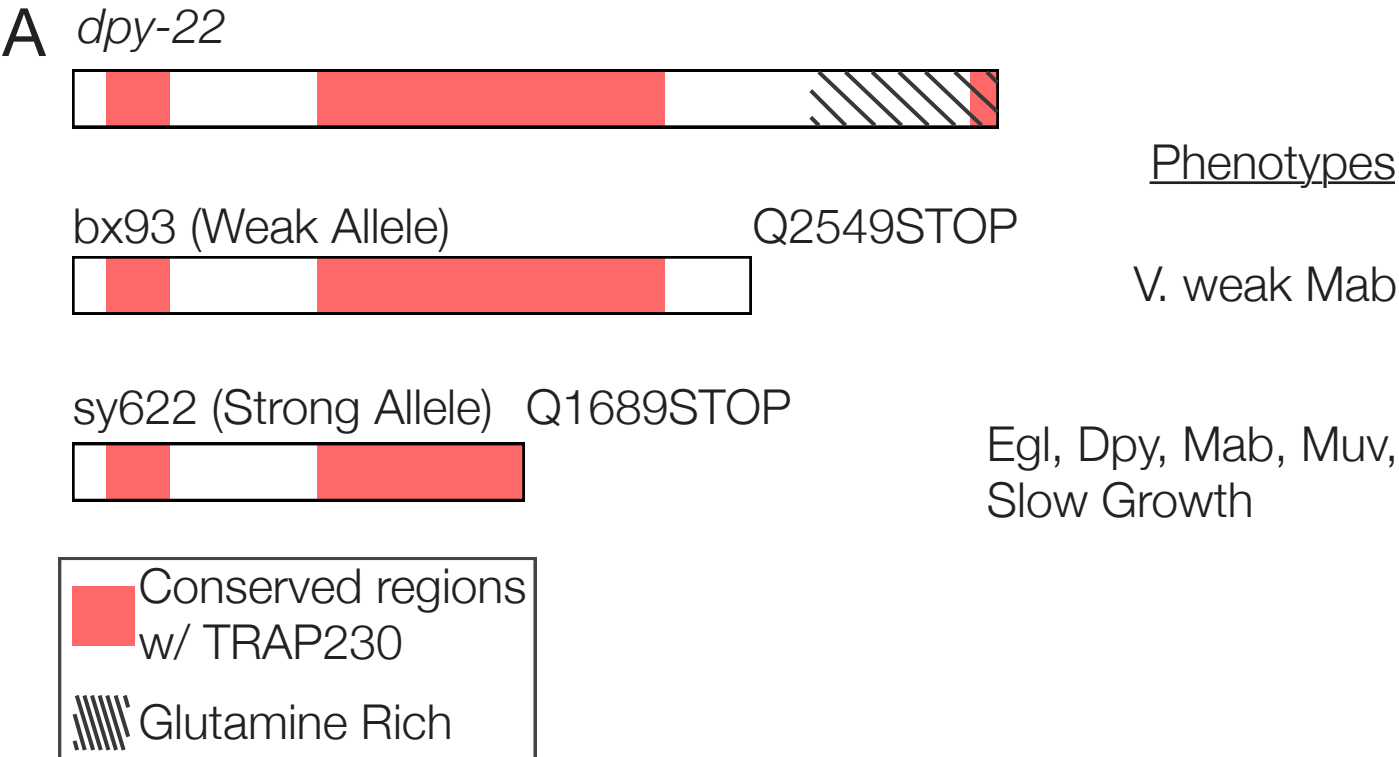 A dpy-22
Phenotypes
bx93 (Weak Allele) Q2549STOP
V. weak Mab
sy622 (Strong Allele) Q1689STOP
Egl, Dpy, Mab, Muv,
Slow Growth
Conserved regions
w/ TRAP230
Glutamine Rich